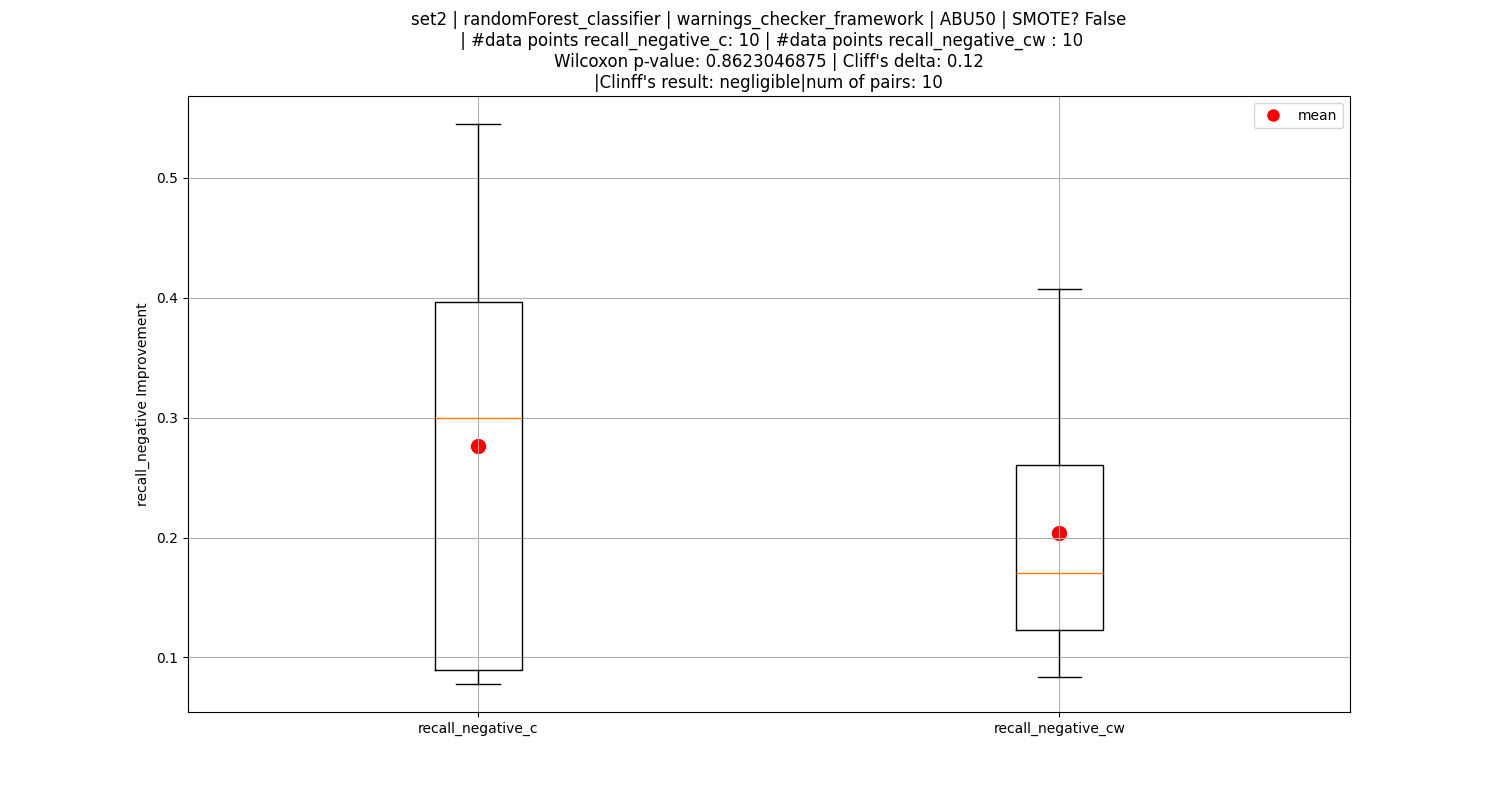 set2 | randomForest_classifier | warnings_checker_framework | ABU50 | SMOTE? False
| #data points recall_negative_c: 10 | #data points recall_negative_cw : 10
Wilcoxon p-value: 0.8623046875 | Cliff's delta: 0.12
|Clinff's result: negligible|num of pairs: 10
mean
0.5
0.4
0.3
0.2
0.1
recall_negative Improvement
recall_negative_c
recall_negative_cw